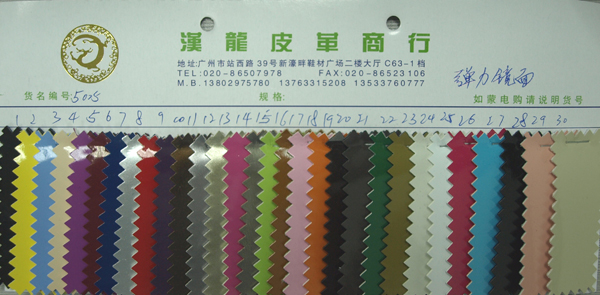 漢龍皮革商行
地址:广州市站西路39号新濠畔鞋材广场二楼大厅C63-1档
TEL:020-86507978 FAX:020-86523106
M.B.13802975780 13763315208 13533760777
弹力镜面
货名编号: 5005 规格: 如蒙电购请说明货号
1 2 3 4 5 6 7 8 9 10 11 12 13 14 15 16 17 18 19 20 21 22 23 24 25 26 27 28 29 30